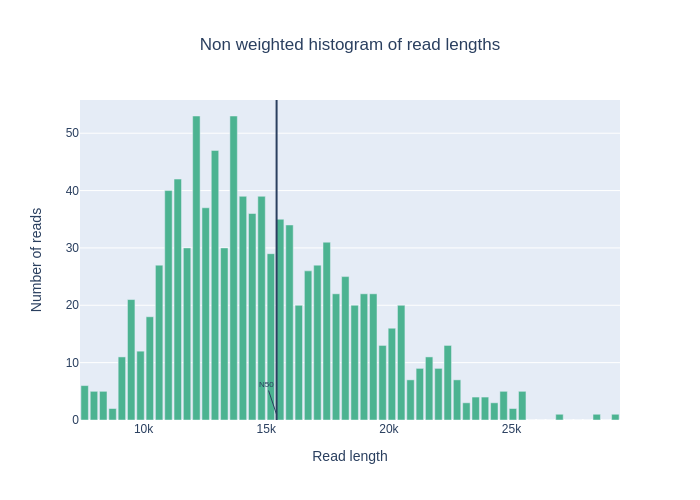 Non weighted histogram of read lengths
Number of reads
50
40
30
20
10
0
N50
10k
15k
20k
25k
Read length